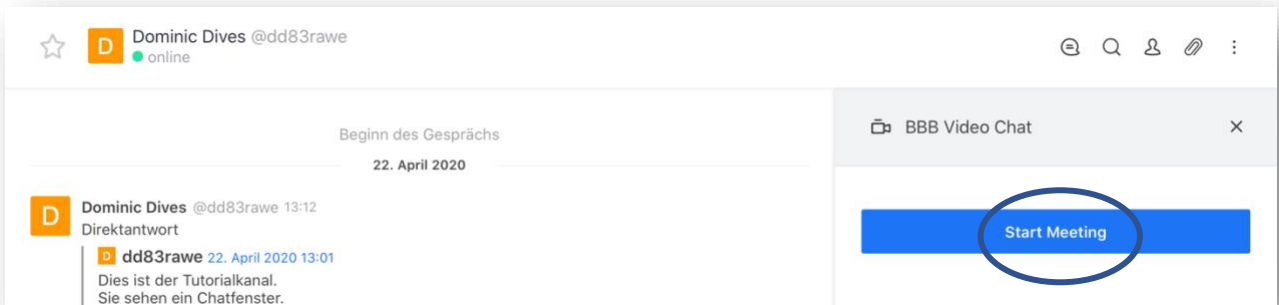 D
Dominic Dives @dd83rawe
online
BBB Video Chat
Start Meeting
Beginn des Gesprächs
22. April 2020
D
Dominic Dives @dd83rawe 13:12
Direktantwort
D dd83rawe 22. April 2020 13:01
Dies ist der Tutorialkanal.
Sie sehen ein Chatfenster.